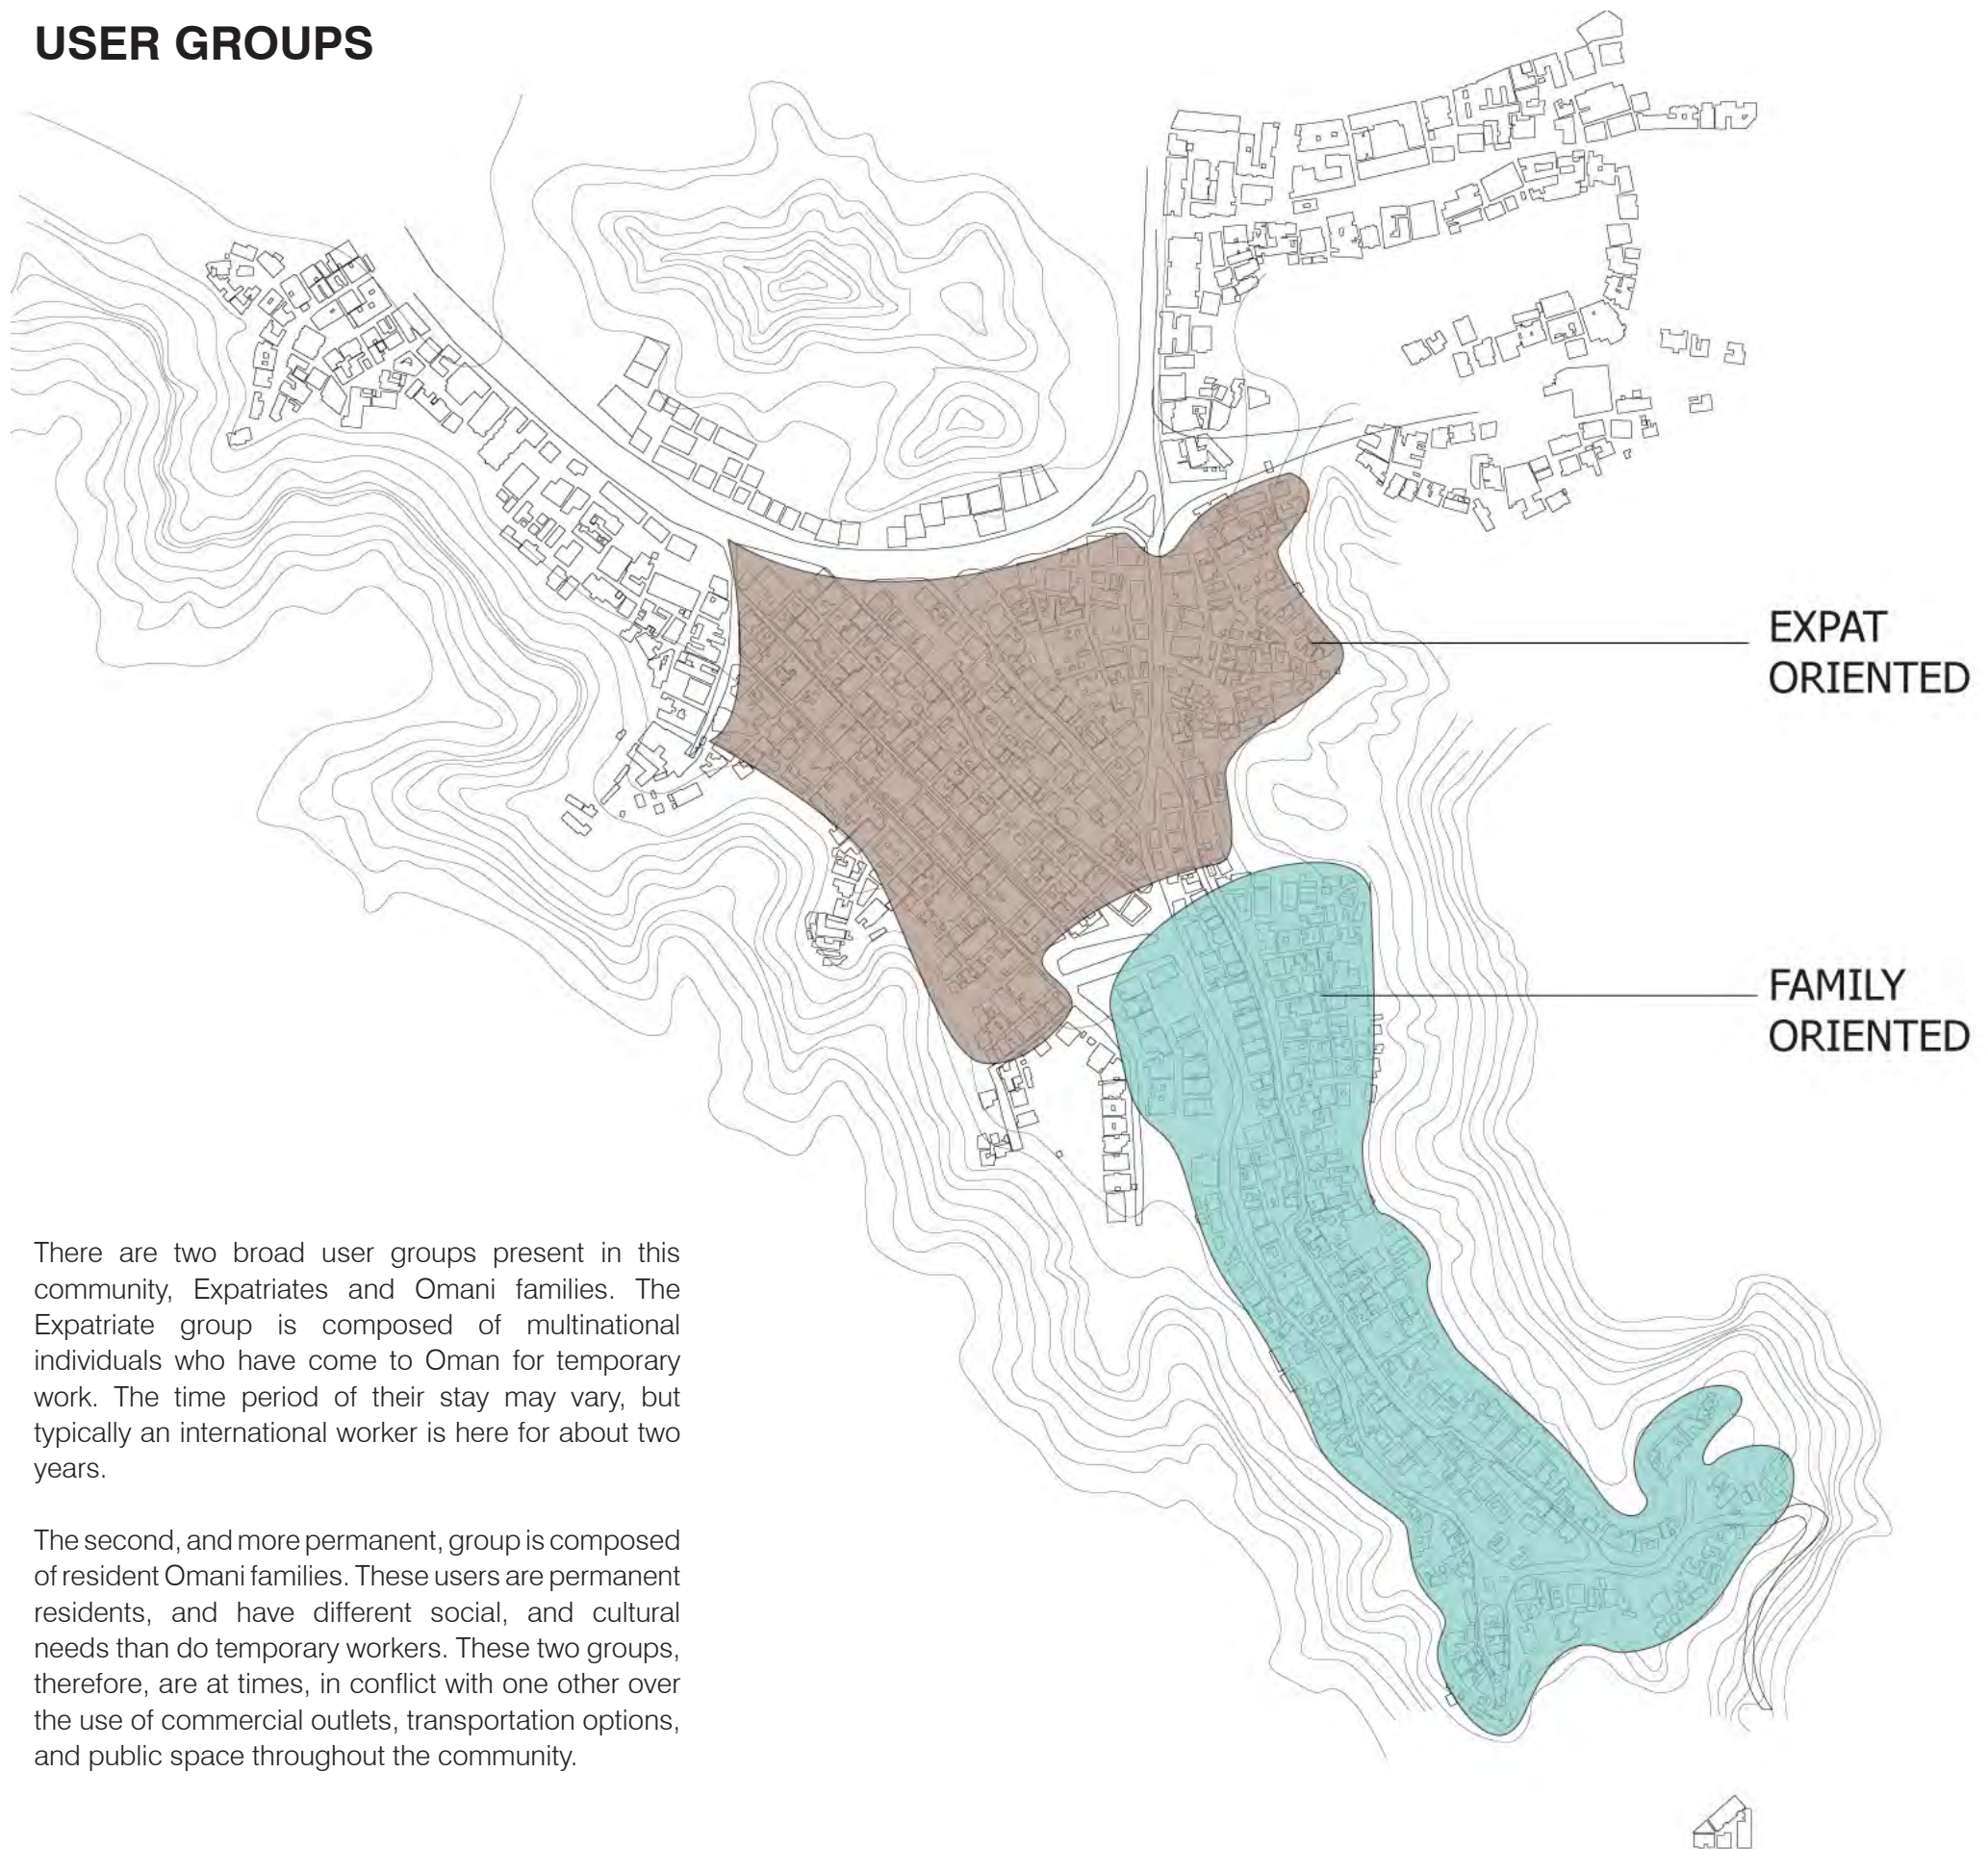 USER GROUPS
EXPAT
ORIENTED
FAMILY
ORIENTED
There are two broad user groups present in this
community, Expatriates and Omani families. The
Expatriate group is composed of multinational
individuals who have come to Oman for temporary
work. The time period of their stay may vary, but
typically an international worker is here for about two
years.
The second, and more permanent, group is composed
of resident Omani families. These users are permanent
residents, and have different social, and cultural
needs than do temporary workers. These two groups,
therefore, are at times, in conflict with one other over
the use of commercial outlets, transportation options,
and public space throughout the community.